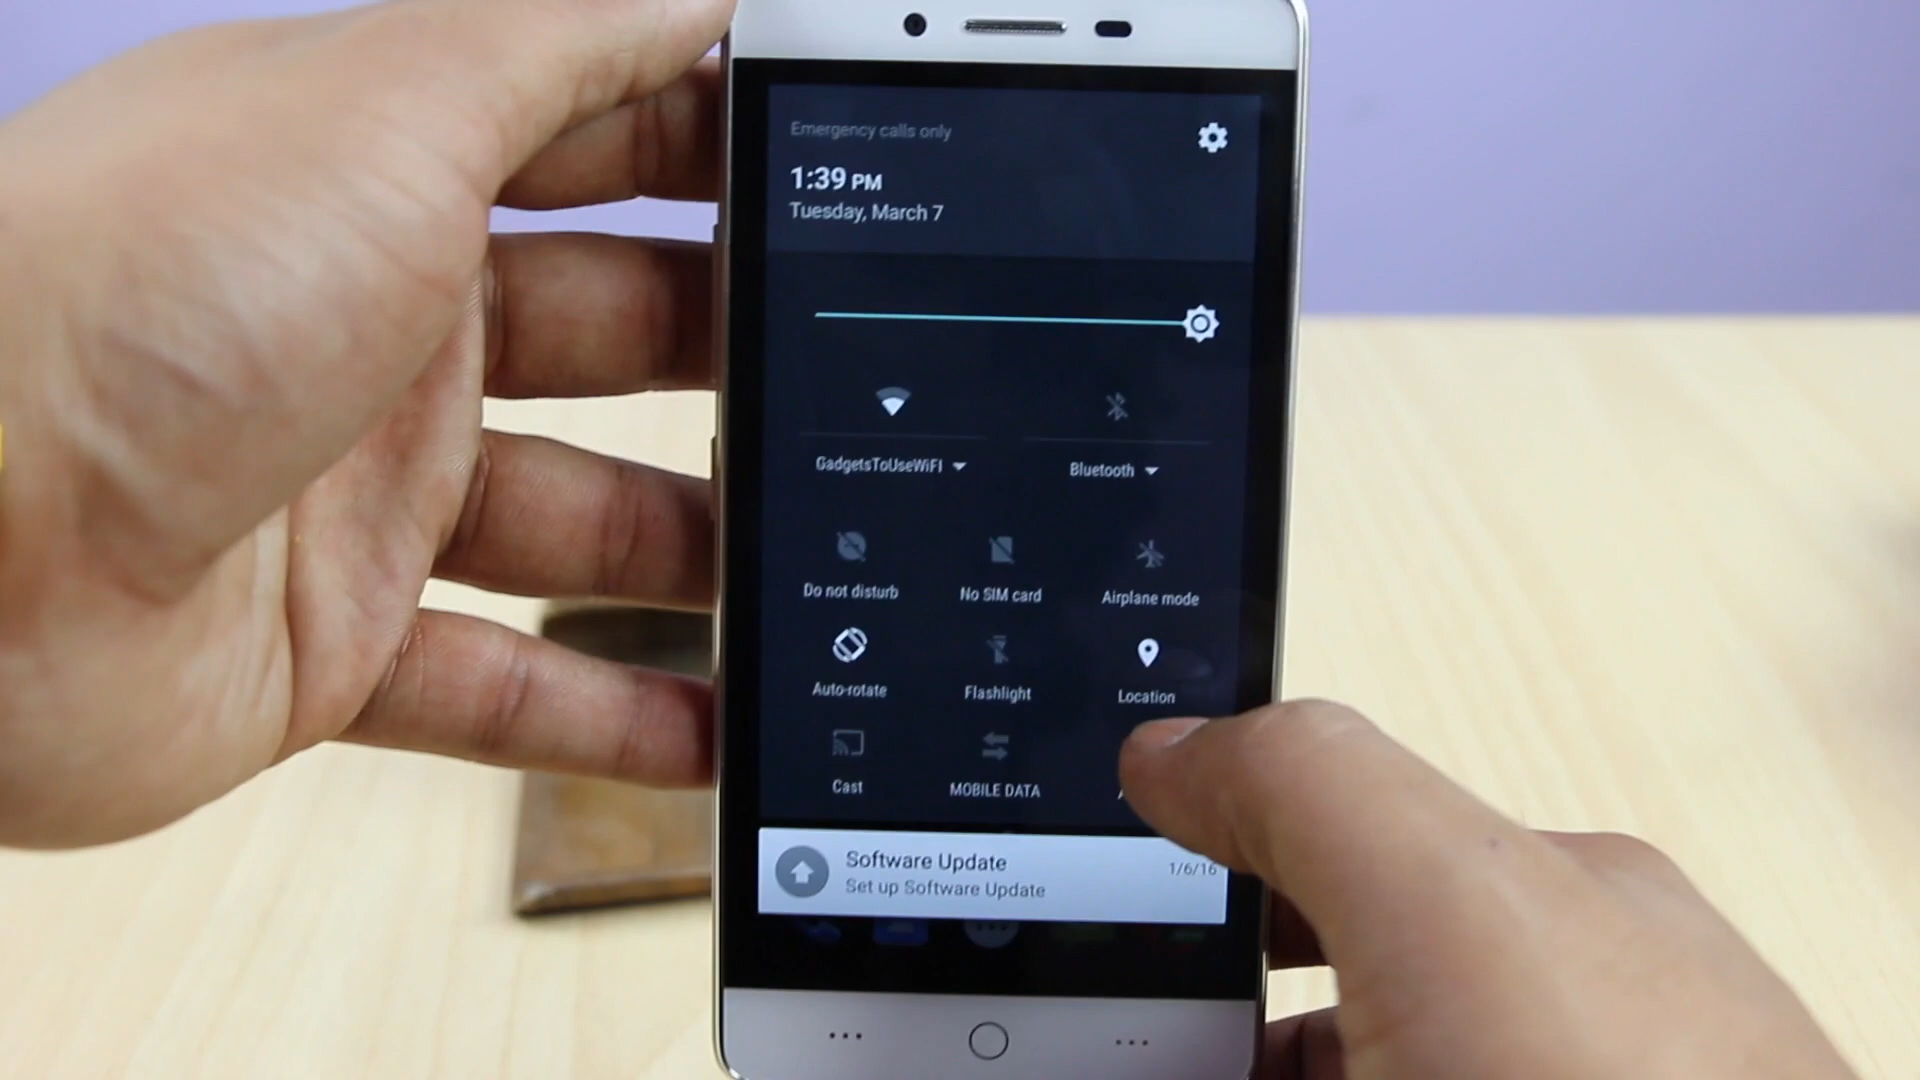 Emergency calls only
1:39 PM
Tuesday, March 7
GadgetsToUseWiFI
Bluetooth
Do not disturb
No SIM card
Airplane mode
Auto-rotate
Flashlight
Location
Cast
MOBILE DATA
Software Update
1/6/16
Set up Software Update